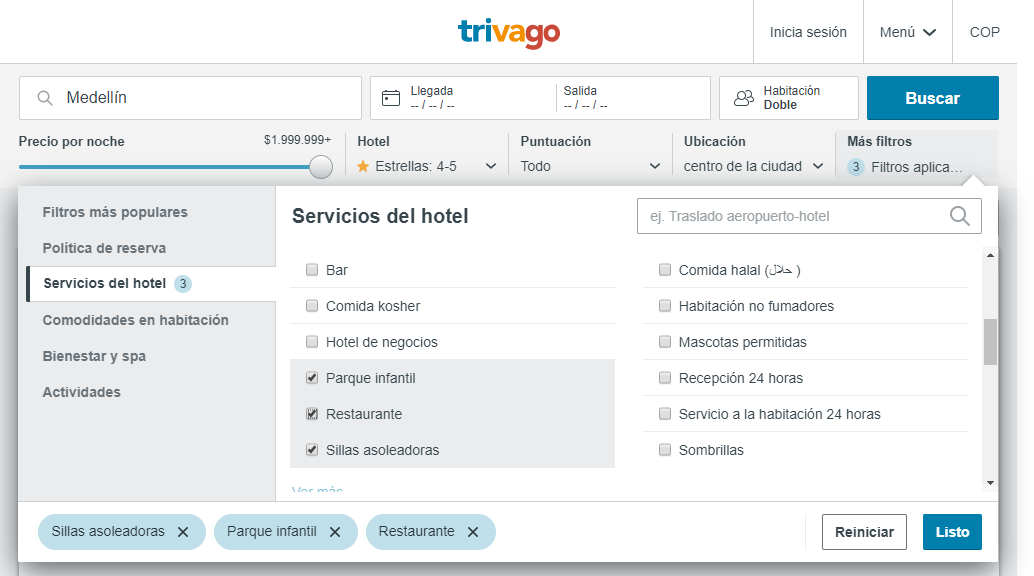 trivago
Inicia sesión
Menú
COP
Medellín
Llegada
-- / -- / --
Salida
-- / -- / --
Habitación
Doble
Buscar
Precio por noche
$1.999.999+
Hotel
Estrellas: 4-5
Puntuación
Todo
Ubicación
centro de la ciudad
Más filtros
3 Filtros aplica...
Filtros más populares
Política de reserva
Servicios del hotel 3
Comodidades en habitación
Bienestar y spa
Actividades
Servicios del hotel
ej. Traslado aeropuerto-hotel
Bar
Comida kosher
Hotel de negocios
Parque infantil
Restaurante
Sillas asoleadoras
Ver más
Comida halal (حلال )
Habitación no fumadores
Mascotas permitidas
Recepción 24 horas
Servicio a la habitación 24 horas
Sombrillas
Sillas asoleadoras
Parque infantil
Restaurante
Reiniciar
Listo